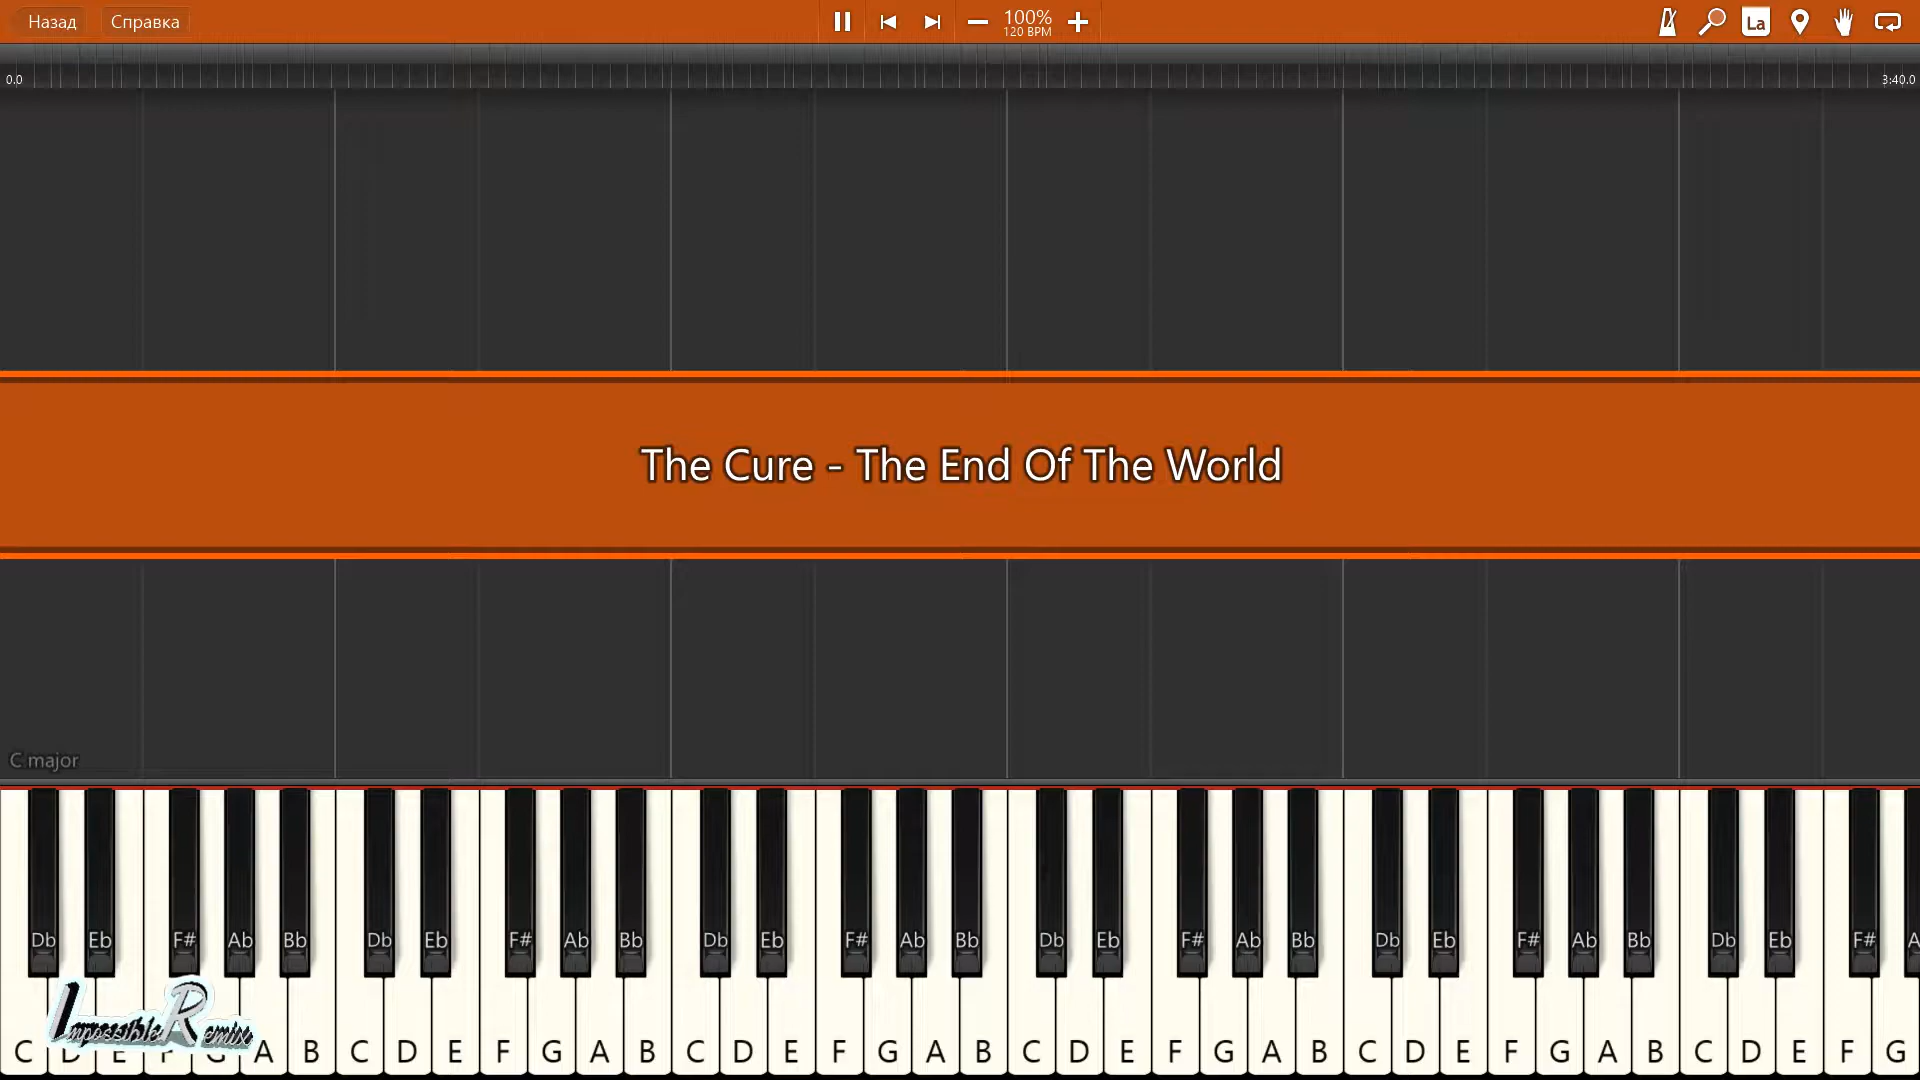 Назад Справка 100% 120 BPM La
0.0 3:40.0
The Cure - The End Of The World
C major
Db Eb F# Ab Bb Db Eb F# Ab Bb Db Eb F# Ab Bb Db Eb F# Ab Bb Db Eb F# Ab Bb Db Eb F# A
Impossible Remix
C D E F G A B C D E F G A B C D E F G A B C D E F G A B C D E F G A B C D E F G